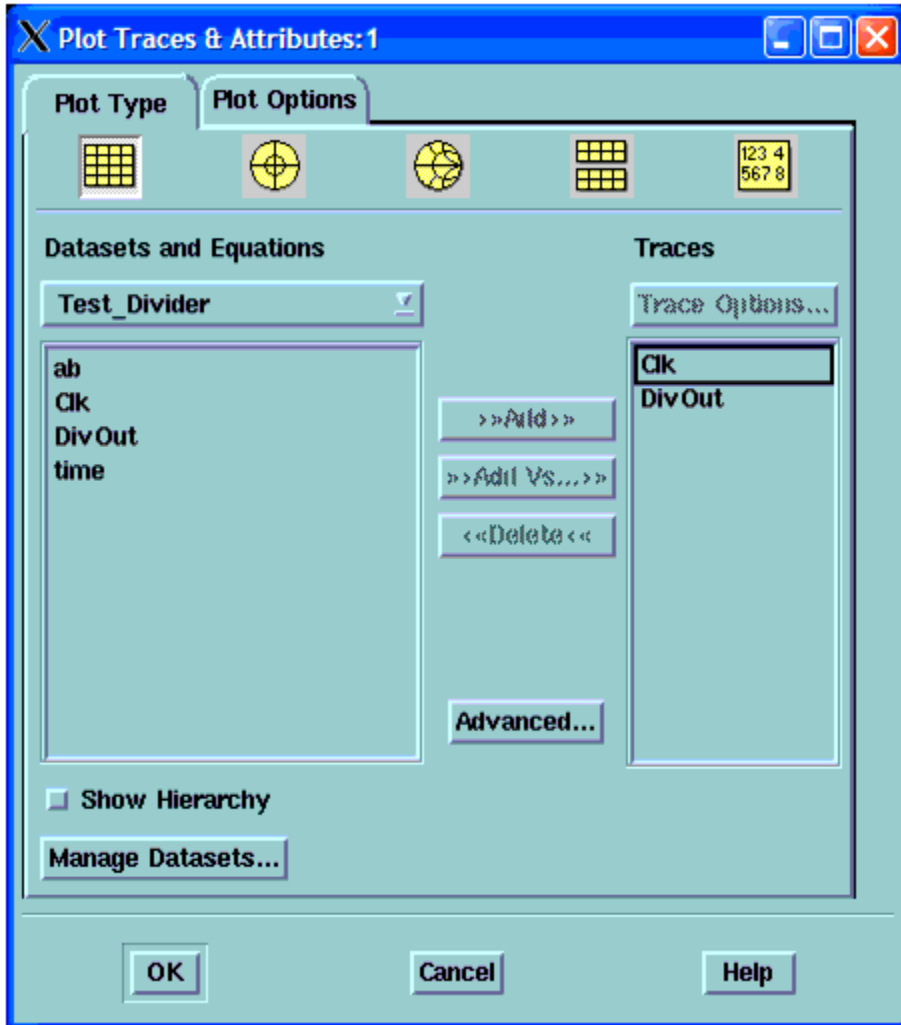 Plot Traces & Attributes:1
Plot Type
Plot Options
123 4
567 8
Datasets and Equations
Traces
Test_Divider
Trace Options...
ab
Clk
DivOut
time
Clk
DivOut
>>Add>>
>>Add Vs...>>
<<Delete<<
Advanced...
Show Hierarchy
Manage Datasets...
OK
Cancel
Help